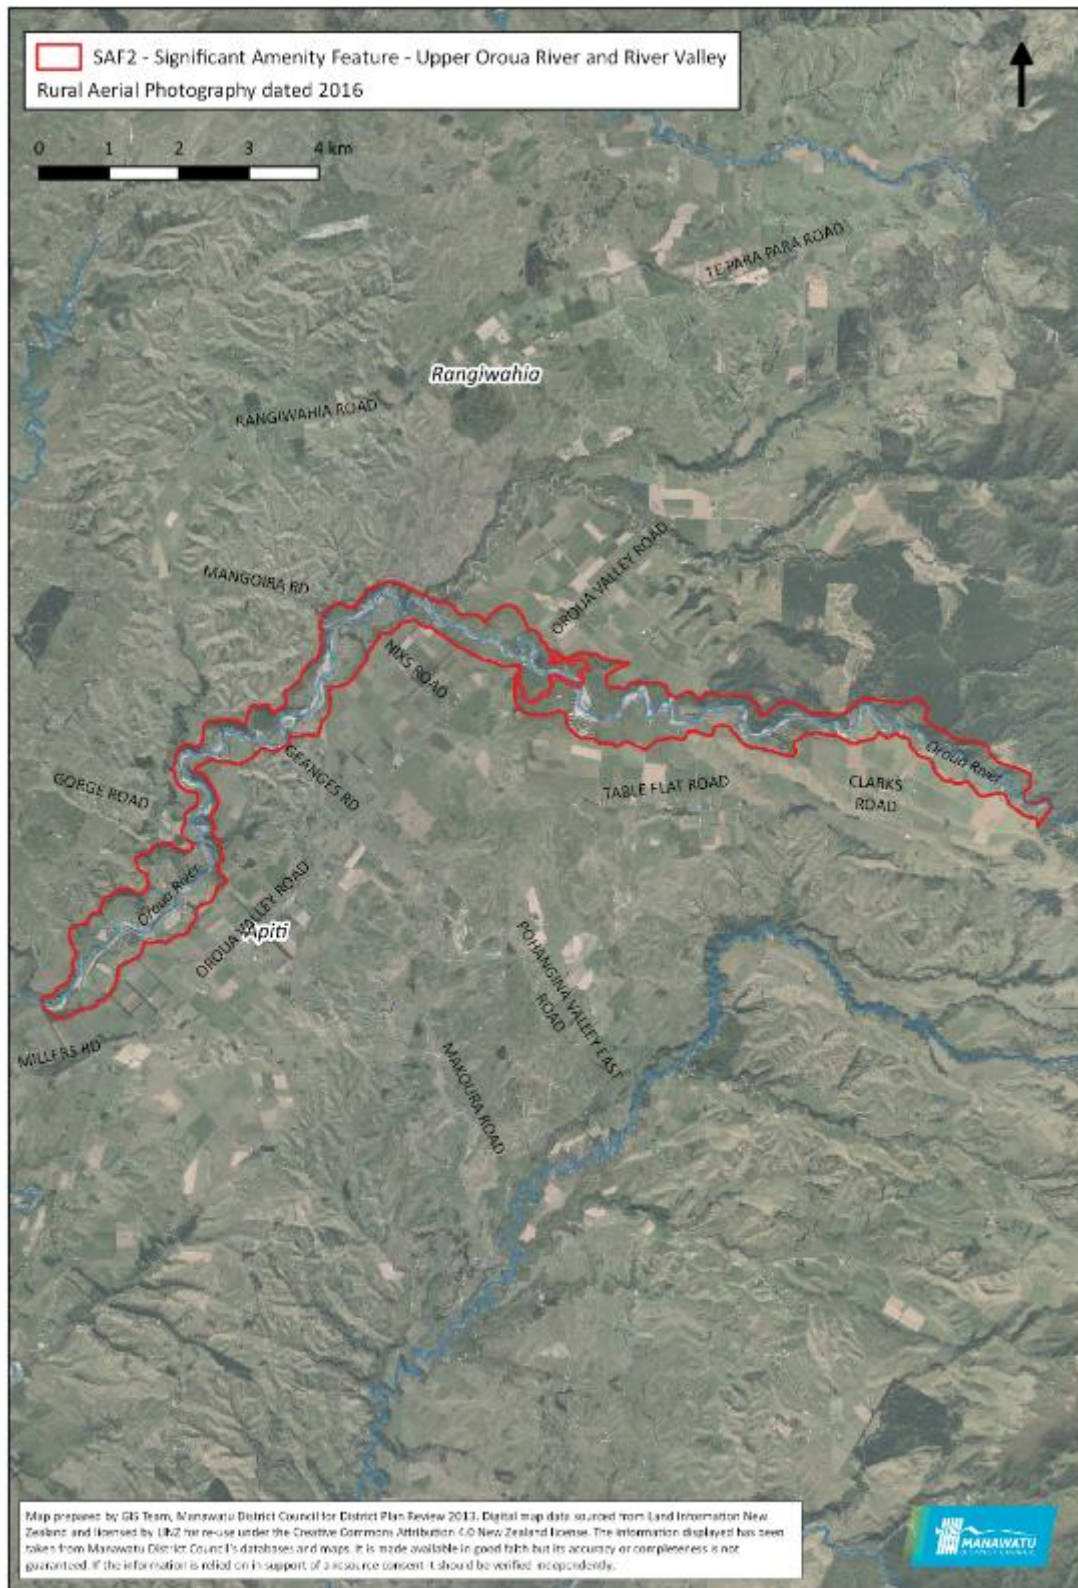 SAF2 - Significant Amenity Feature - Upper Oroua River and River Valley
Rural Aerial Photography dated 2016
0 1 2 3 4 km
TE PARA PARA ROAD
Rangiwahia
RANGIWAHIA ROAD
OROUA VALLEY ROAD
MANGOIRA RD
NIXS ROAD
Oroua River
GEANGES RD
GORGE ROAD
TABLE FLAT ROAD
CLARKS
ROAD
Oroua River
OROUA VALLEY ROAD
Apiti
POHANGINA VALLEY EAST
ROAD
MILLERS RD
MAKOURA ROAD
Map prepared by GIS Team, Manawatu District Council for District Plan Review 2013. Digital map data sourced from Land Information New
Zealand and licensed by LINZ for re-use under the Creative Commons Attribution 4.0 New Zealand license. The information displayed has been
taken from Manawatu District Council's databases and maps. It is made available in good faith but its accuracy or completeness is not
guaranteed. If the information is relied on in support of a resource consent it should be verified independently.
MANAWATU
DISTRICT COUNCIL